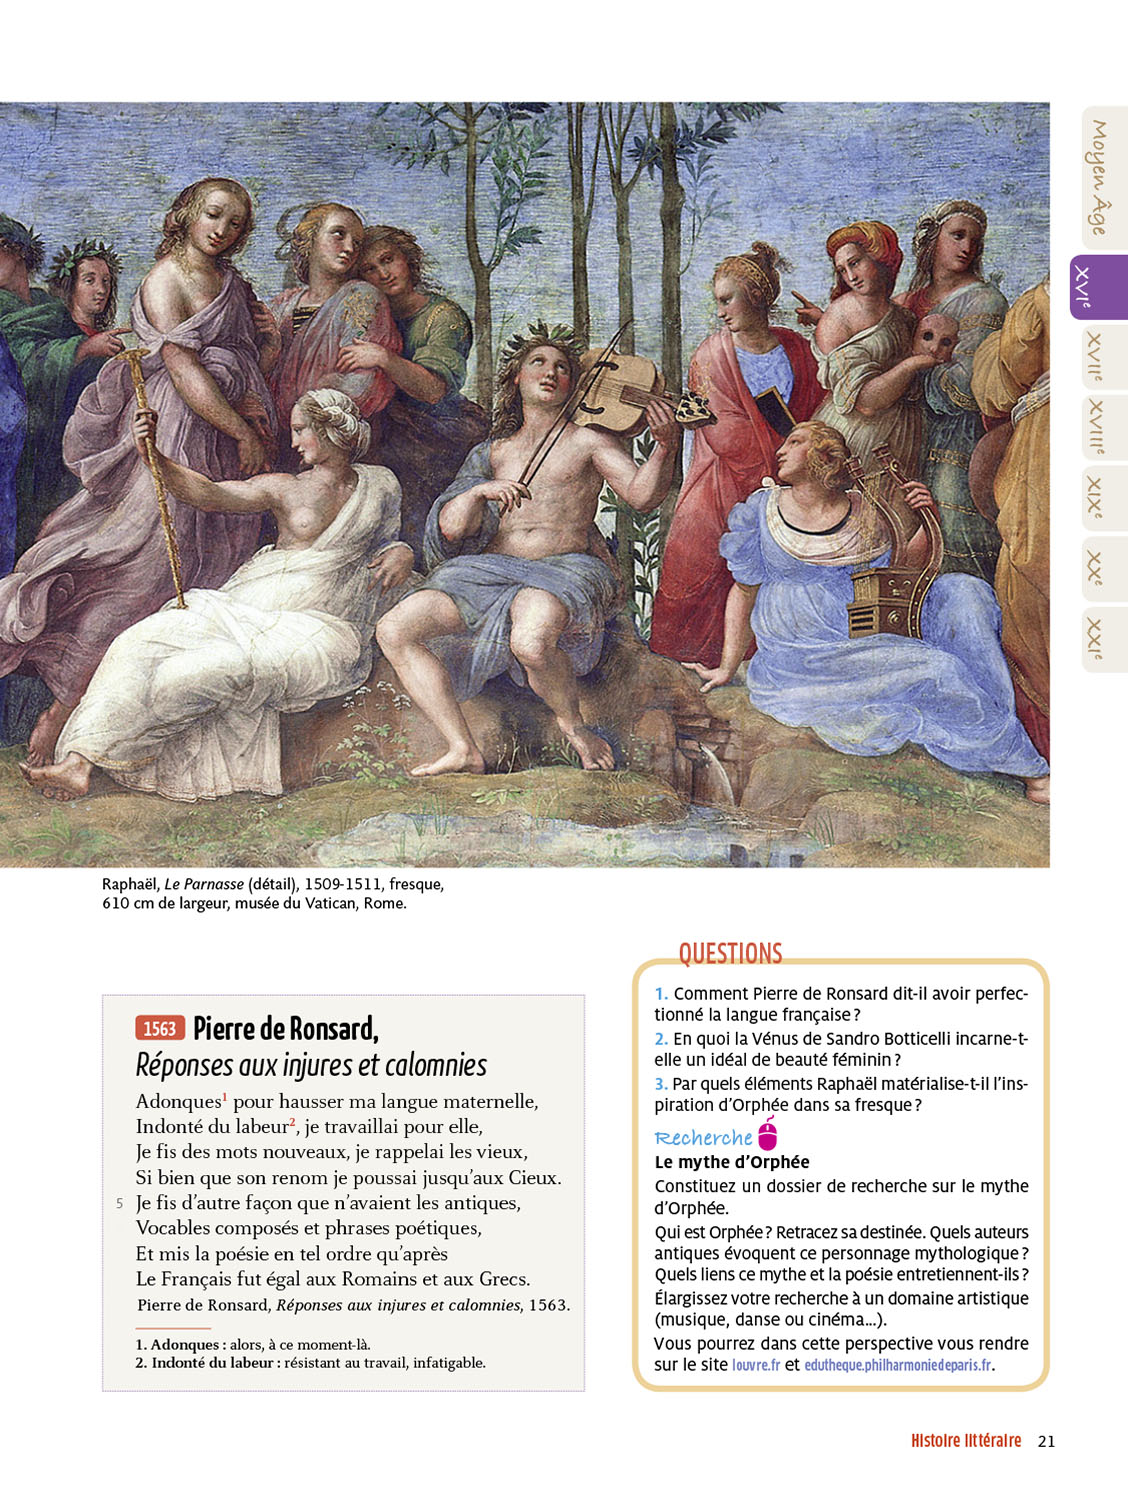 Moyen Âge
XVIe
XVIIe
XVIIIe
XIXe
XXe
XXIe
Raphaël, Le Parnasse (détail), 1509-1511, fresque,
610 cm de largeur, musée du Vatican, Rome.
1563 Pierre de Ronsard,
Réponses aux injures et calomnies
Adonques1 pour hausser ma langue maternelle,
Indonté du labeur2, je travaillai pour elle,
Je fis des mots nouveaux, je rappelai les vieux,
Si bien que son renom je poussai jusqu’aux Cieux.
5 Je fis d’autre façon que n’avaient les antiques,
Vocables composés et phrases poétiques,
Et mis la poésie en tel ordre qu’après
Le Français fut égal aux Romains et aux Grecs.
Pierre de Ronsard, Réponses aux injures et calomnies, 1563.
1. Adonques : alors, à ce moment-là.
2. Indonté du labeur : résistant au travail, infatigable.
QUESTIONS
1. Comment Pierre de Ronsard dit-il avoir perfec-
tionné la langue française ?
2. En quoi la Vénus de Sandro Botticelli incarne-t-
elle un idéal de beauté féminin ?
3. Par quels éléments Raphaël matérialise-t-il l’ins-
piration d’Orphée dans sa fresque ?
Recherche
Le mythe d’Orphée
Constituez un dossier de recherche sur le mythe
d’Orphée.
Qui est Orphée ? Retracez sa destinée. Quels auteurs
antiques évoquent ce personnage mythologique ?
Quels liens ce mythe et la poésie entretiennent-ils ?
Élargissez votre recherche à un domaine artistique
(musique, danse ou cinéma...).
Vous pourrez dans cette perspective vous rendre
sur le site louvre.fr et edutheque.philharmoniedeparis.fr.
Histoire littéraire 21